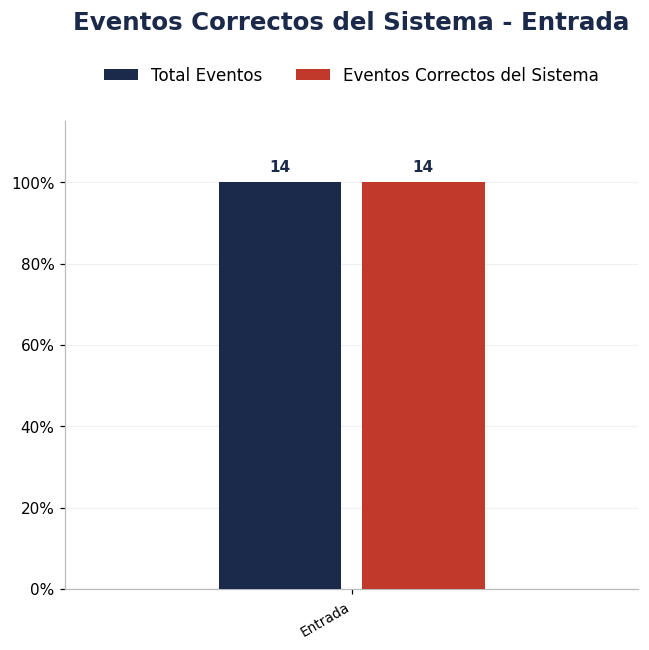 Eventos Correctos del Sistema - Entrada
Total Eventos
Eventos Correctos del Sistema
14
14
100%
80%
60%
40%
20%
0%
Entrada